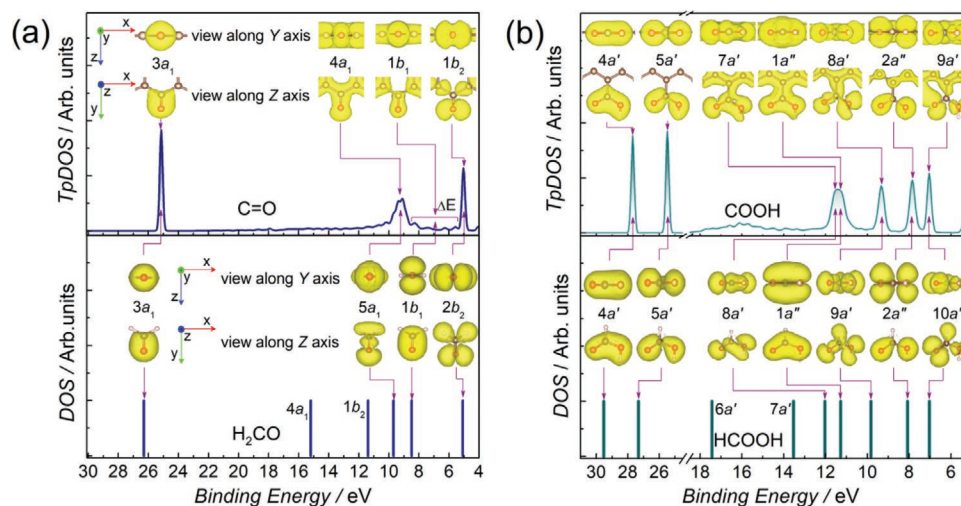 (a)
TpDOS / Arb. units
x
y
z
view along Y axis
3a1 4a1 1b1 1b2
z
x
y
view along Z axis
C=O
ΔE
DOS / Arb.units
x
y
z
view along Y axis
3a1 5a1 1b1 2b2
z
x
y
view along Z axis
4a1 1b2
H2CO
30 28 26 24 22 20 18 16 14 12 10 8 6 4
Binding Energy / eV
(b)
TpDOS / Arb. units
4a' 5a' 7a' 1a" 8a' 2a" 9a'
COOH
DOS / Arb. units
4a' 5a' 8a' 1a" 9a' 2a" 10a'
6a' 7a'
HCOOH
30 28 16 14 12 10 8 6
Binding Energy / eV